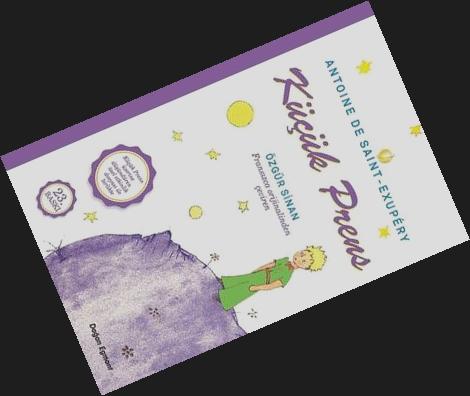 ANTOINE DE SAINT-EXUPÉRY
Küçük Prens
ÖZGÜR SİNAN
Fransızca orijinalinden
çeviren
23.
BASKI
Doğan Egmont